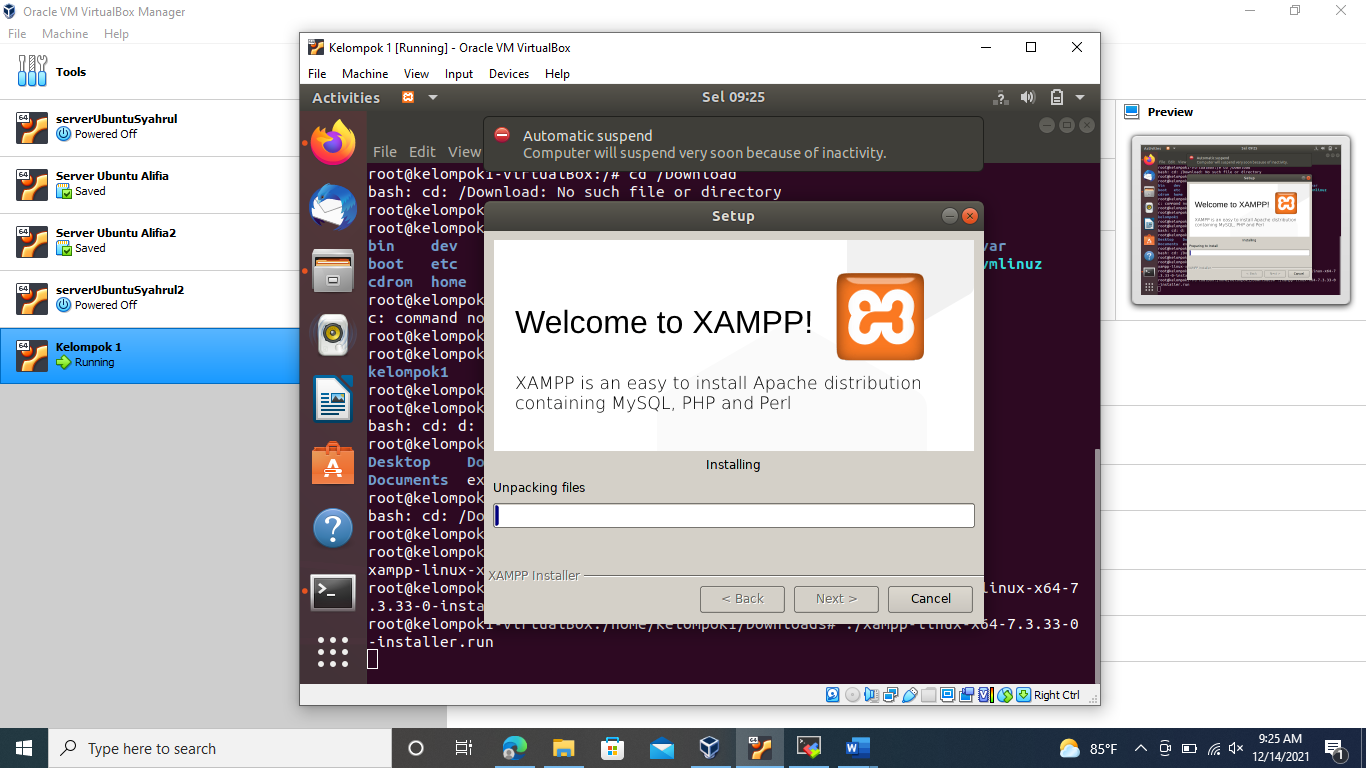 Oracle VM VirtualBox Manager
File Machine Help
Tools
64
serverUbuntuSyahrul
Powered Off
64
Server Ubuntu Alifia
Saved
64
Server Ubuntu Alifia2
Saved
64
serverUbuntuSyahrul2
Powered Off
64
Kelompok 1
Running
Preview
Kelompok 1 [Running] - Oracle VM VirtualBox
File Machine View Input Devices Help
Activities
Sel 09:25
Automatic suspend
Computer will suspend very soon because of inactivity.
File Edit View
root@kelompok1-VirtualBox:/# cd /Download
bash: cd: /Download: No such file or directory
root@kelompok
bin dev var
boot etc vmlinuz
cdrom home
root@kelompok
c: command no
root@kelompok
root@kelompok
kelompok1
root@kelompok
root@kelompok
bash: cd: d:
root@kelompok
Desktop Do
Documents ex
root@kelompok
bash: cd: /Do
root@kelompok
root@kelompok
xampp-linux-x
root@kelompok linux-x64-7
.3.33-0-insta
root@kelompok1-VirtualBox:/home/kelompok1/Downloads# ./xampp-linux-x64-7.3.33-0
-installer.run
Setup
Welcome to XAMPP!
XAMPP is an easy to install Apache distribution
containing MySQL, PHP and Perl
Installing
Unpacking files
XAMPP Installer
< Back Next > Cancel
Right Ctrl
Type here to search
85°F
9:25 AM
12/14/2021
1